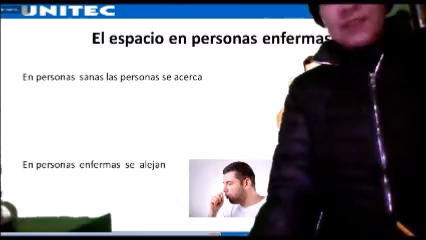 UNITEC
El espacio en personas enfermas
En personas sanas las personas se acerca
En personas enfermas se alejan